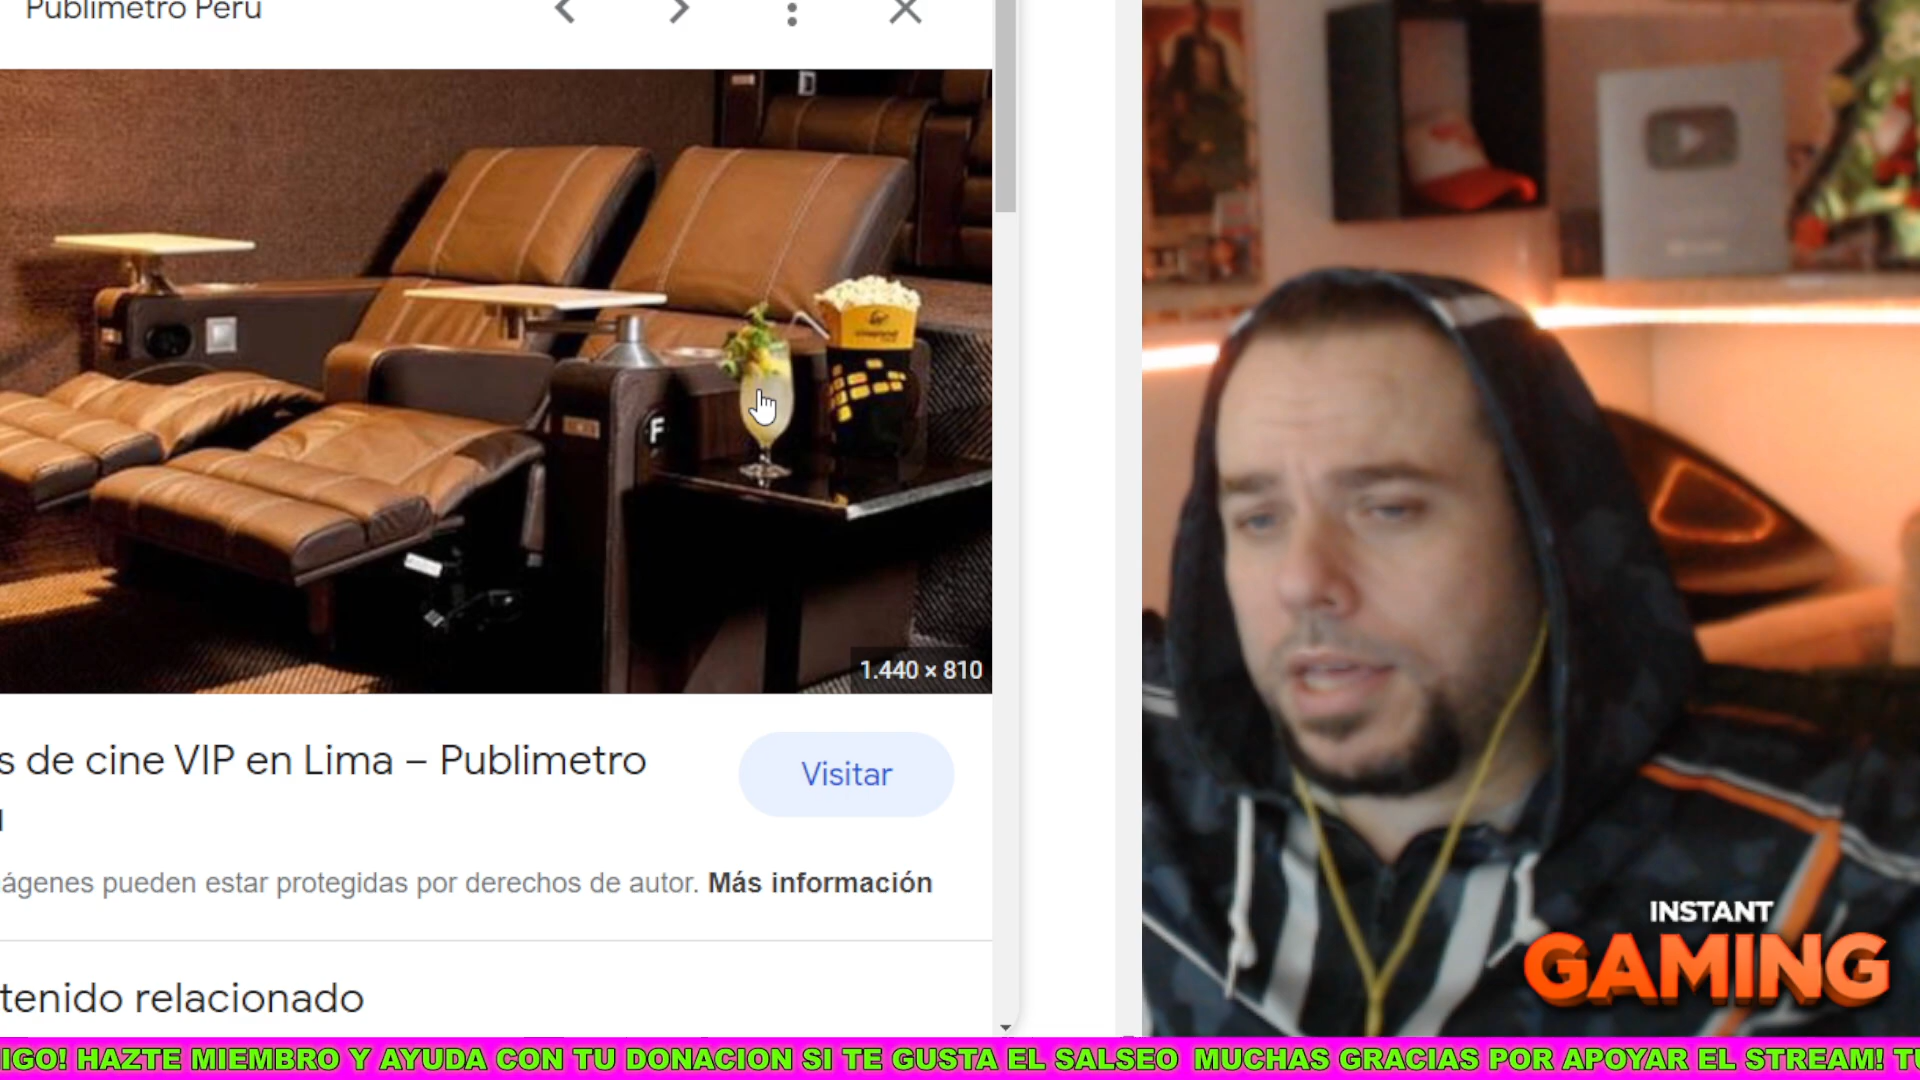 Publimetro Perú
F
1.440 × 810
s de cine VIP en Lima – Publimetro
Visitar
ágenes pueden estar protegidas por derechos de autor. Más información
tenido relacionado
INSTANT
GAMING
IGO! HAZTE MIEMBRO Y AYUDA CON TU DONACION SI TE GUSTA EL SALSEO MUCHAS GRACIAS POR APOYAR EL STREAM! TU